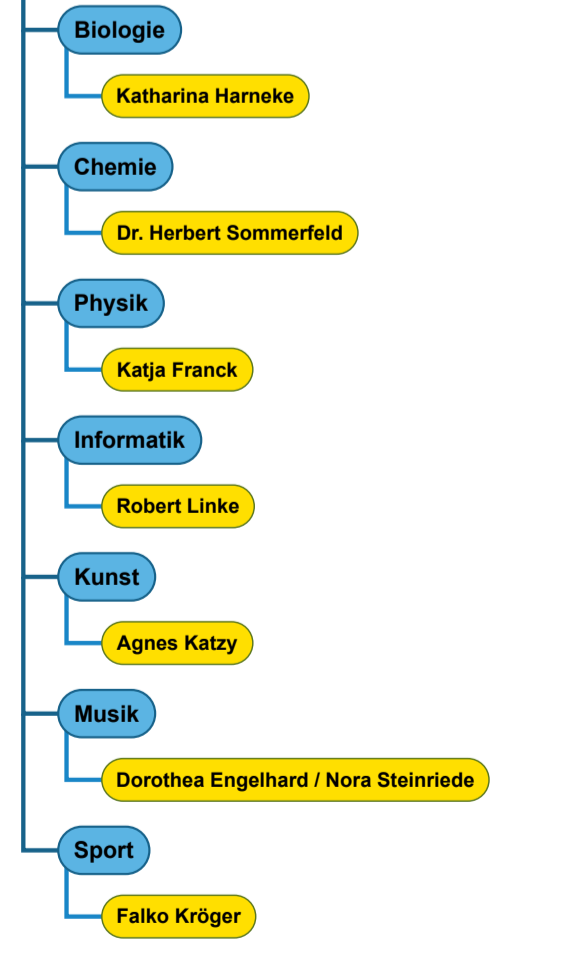 Biologie
Katharina Harneke
Chemie
Dr. Herbert Sommerfeld
Physik
Katja Franck
Informatik
Robert Linke
Kunst
Agnes Katzy
Musik
Dorothea Engelhard / Nora Steinriede
Sport
Falko Kröger